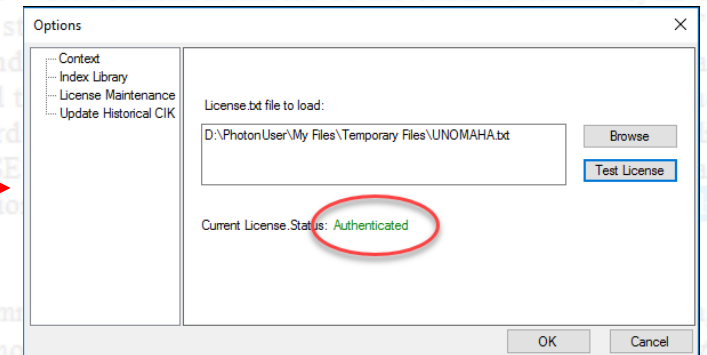 Options
Context
Index Library
License Maintenance
Update Historical CIK
License.txt file to load:
D:\PhotonUser\My Files\Temporary Files\UNOMAHA.txt
Browse
Test License
Current License.Status: Authenticated
OK
Cancel